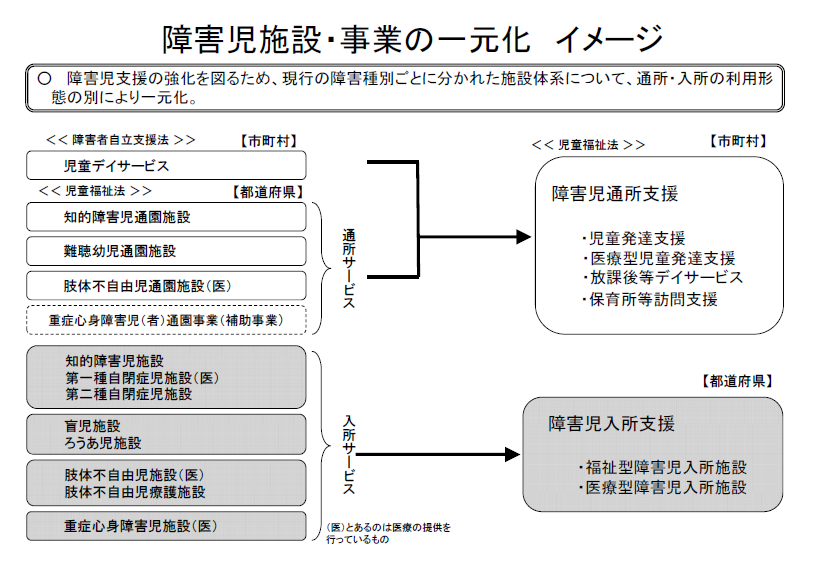 障害児施設・事業の一元化　イメージ
○　障害児支援の強化を図るため、現行の障害種別ごとに分かれた施設体系について、通所・入所の利用形
態の別により一元化。
＜＜ 障害者自立支援法 ＞＞
【市町村】
児童デイサービス
＜＜ 児童福祉法 ＞＞
【都道府県】
知的障害児通園施設
難聴幼児通園施設
肢体不自由児通園施設（医）
重症心身障害児（者）通園事業（補助事業）
通所サービス
知的障害児施設
第一種自閉症児施設（医）
第二種自閉症児施設
盲児施設
ろうあ児施設
肢体不自由児施設（医）
肢体不自由児療護施設
重症心身障害児施設（医）
入所サービス
（医）とあるのは医療の提供を
行っているもの
＜＜ 児童福祉法 ＞＞
【市町村】
障害児通所支援
・児童発達支援
・医療型児童発達支援
・放課後等デイサービス
・保育所等訪問支援
【都道府県】
障害児入所支援
・福祉型障害児入所施設
・医療型障害児入所施設